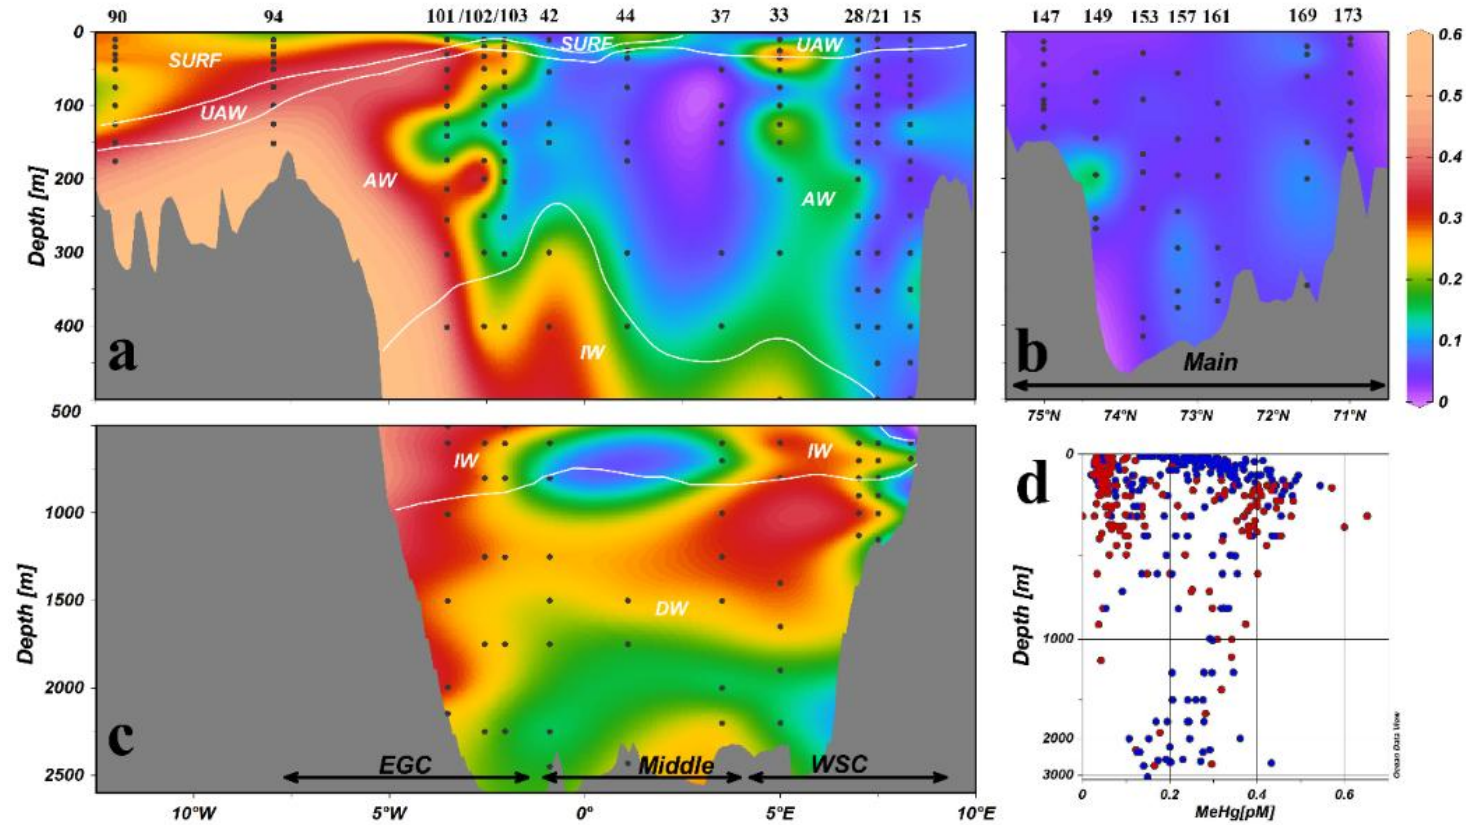 90 94 101 /102/103 42 44 37 33 28/21 15
147 149 153 157 161 169 173
0
100
200
300
400
500
Depth [m]
SURF
UAW
AW
SURF
UAW
AW
IW
a
b
Main
75°N 74°N 73°N 72°N 71°N
0.6
0.5
0.4
0.3
0.2
0.1
0
1000
1500
2000
2500
Depth [m]
IW
IW
DW
c
EGC
Middle
WSC
10°W 5°W 0° 5°E 10°E
d
0
1000
2000
3000
Depth [m]
0 0.2 0.4 0.6
MeHg[pM]
Ocean Data View